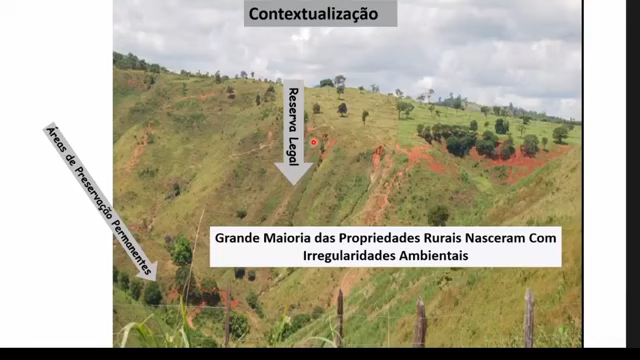 Contextualização
Reserva Legal
Áreas de Preservação Permanentes
Grande Maioria das Propriedades Rurais Nasceram Com
Irregularidades Ambientais